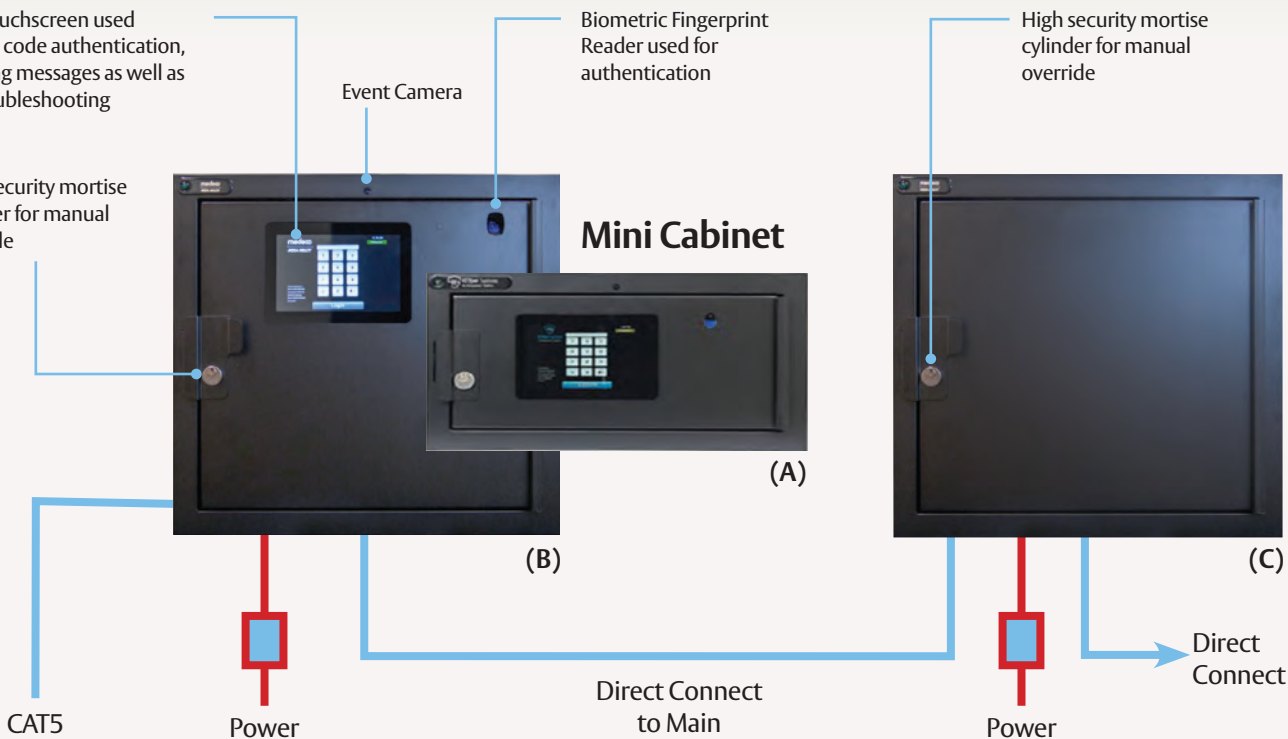 uchscreen used
code authentication,
g messages as well as
ubleshooting
Event Camera
Biometric Fingerprint
Reader used for
authentication
High security mortise
cylinder for manual
override
ecurity mortise
er for manual
de
medeco
Mini Cabinet
Login
(A)
(B)
(C)
CAT5
Power
Direct Connect
to Main
Power
Direct
Connect